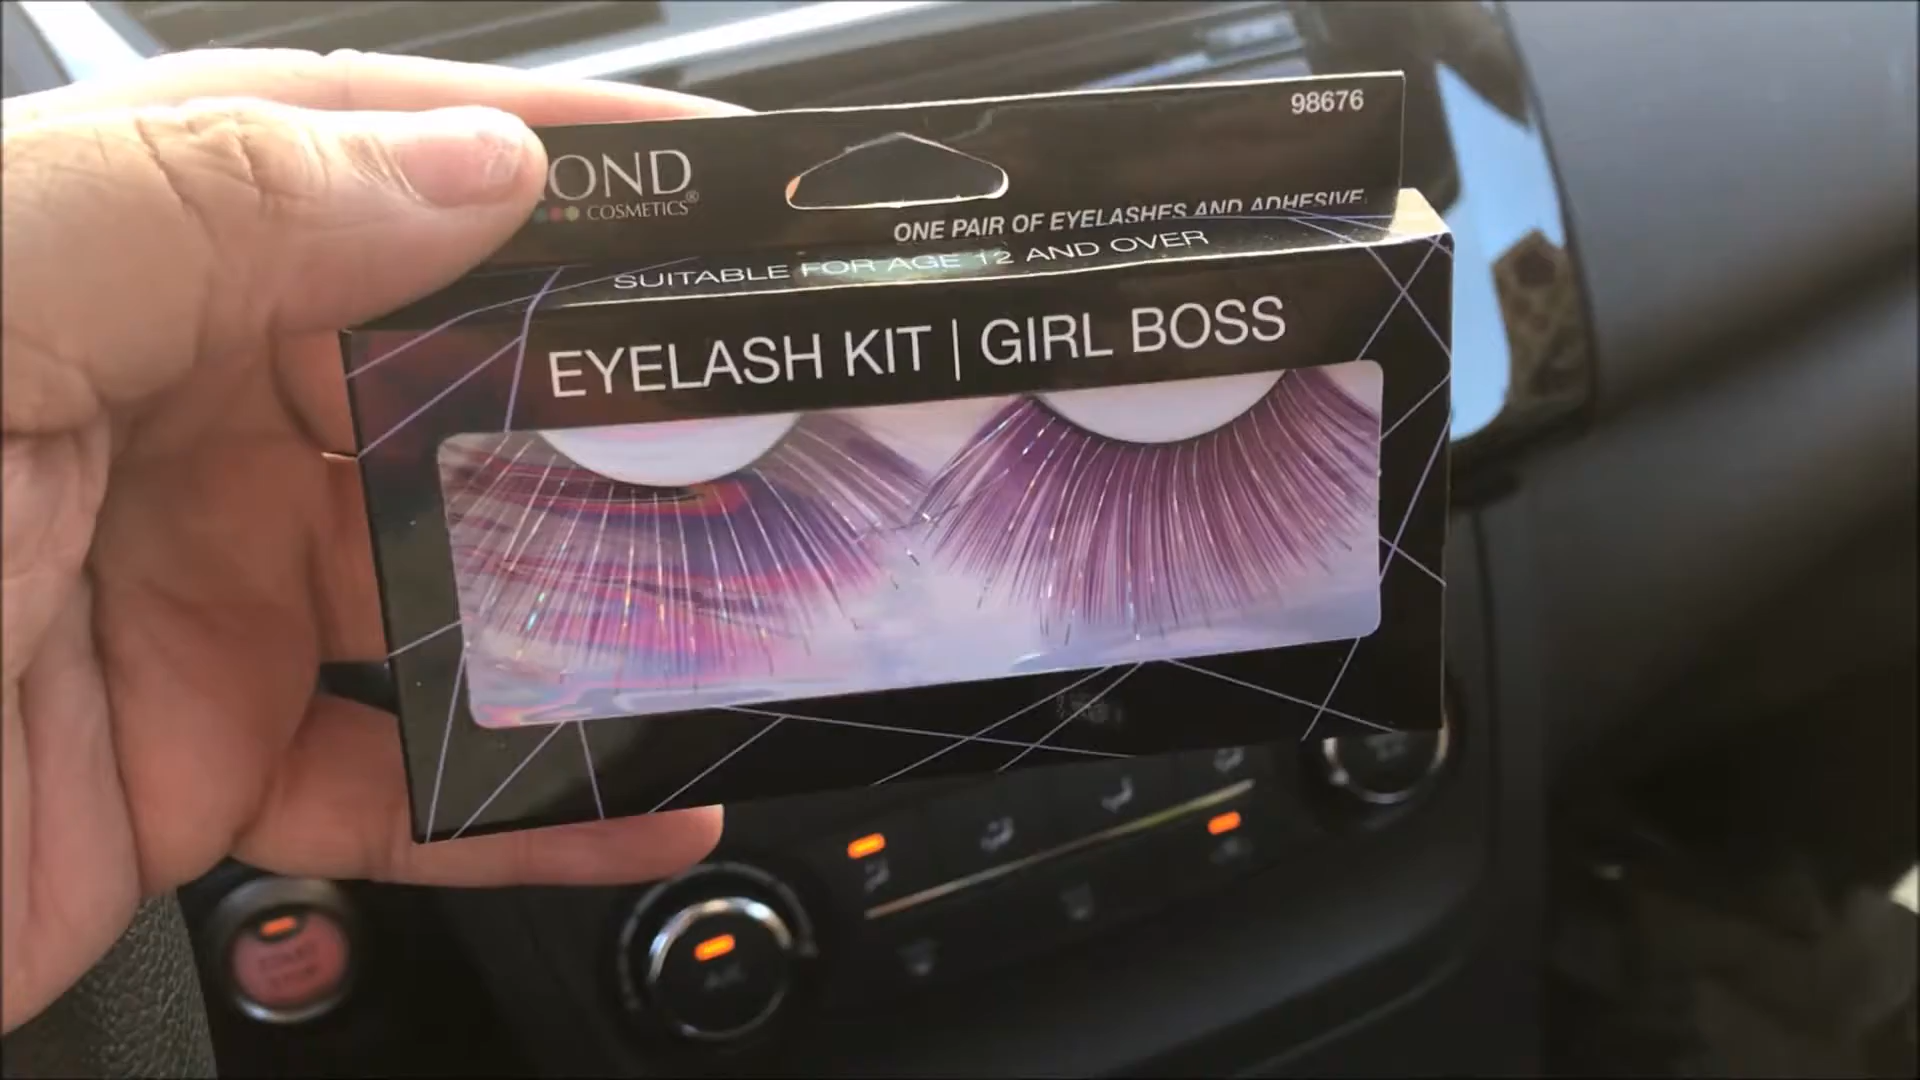 98676
OND®
COSMETICS
ONE PAIR OF EYELASHES AND ADHESIVE.
SUITABLE FOR AGE 12 AND OVER
EYELASH KIT | GIRL BOSS